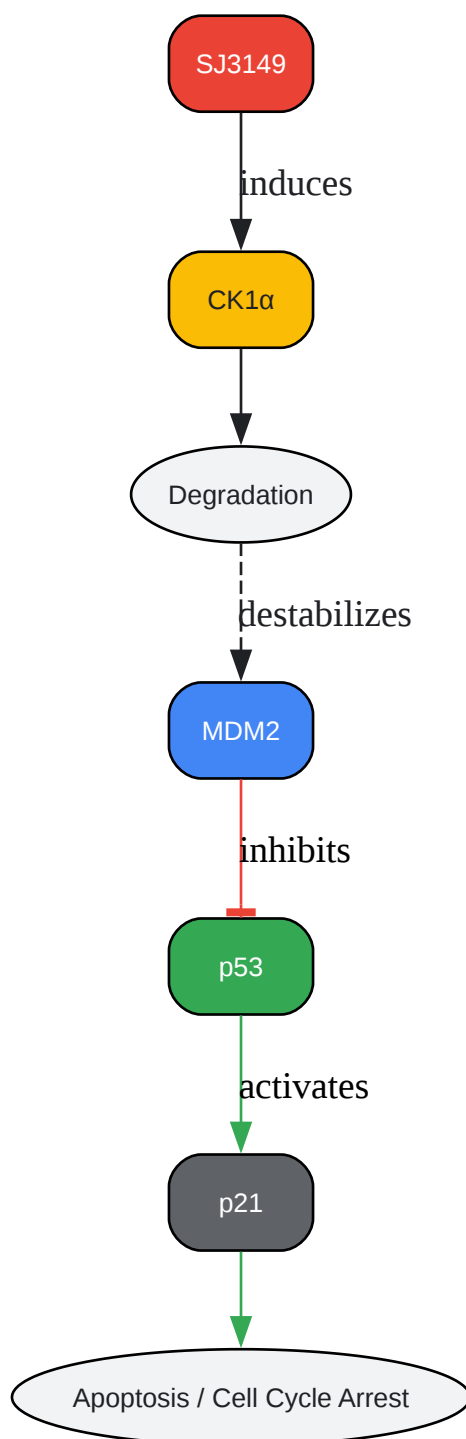 SJ3149
induces
CK1α
Degradation
destabilizes
MDM2
inhibits
p53
activates
p21
Apoptosis / Cell Cycle Arrest